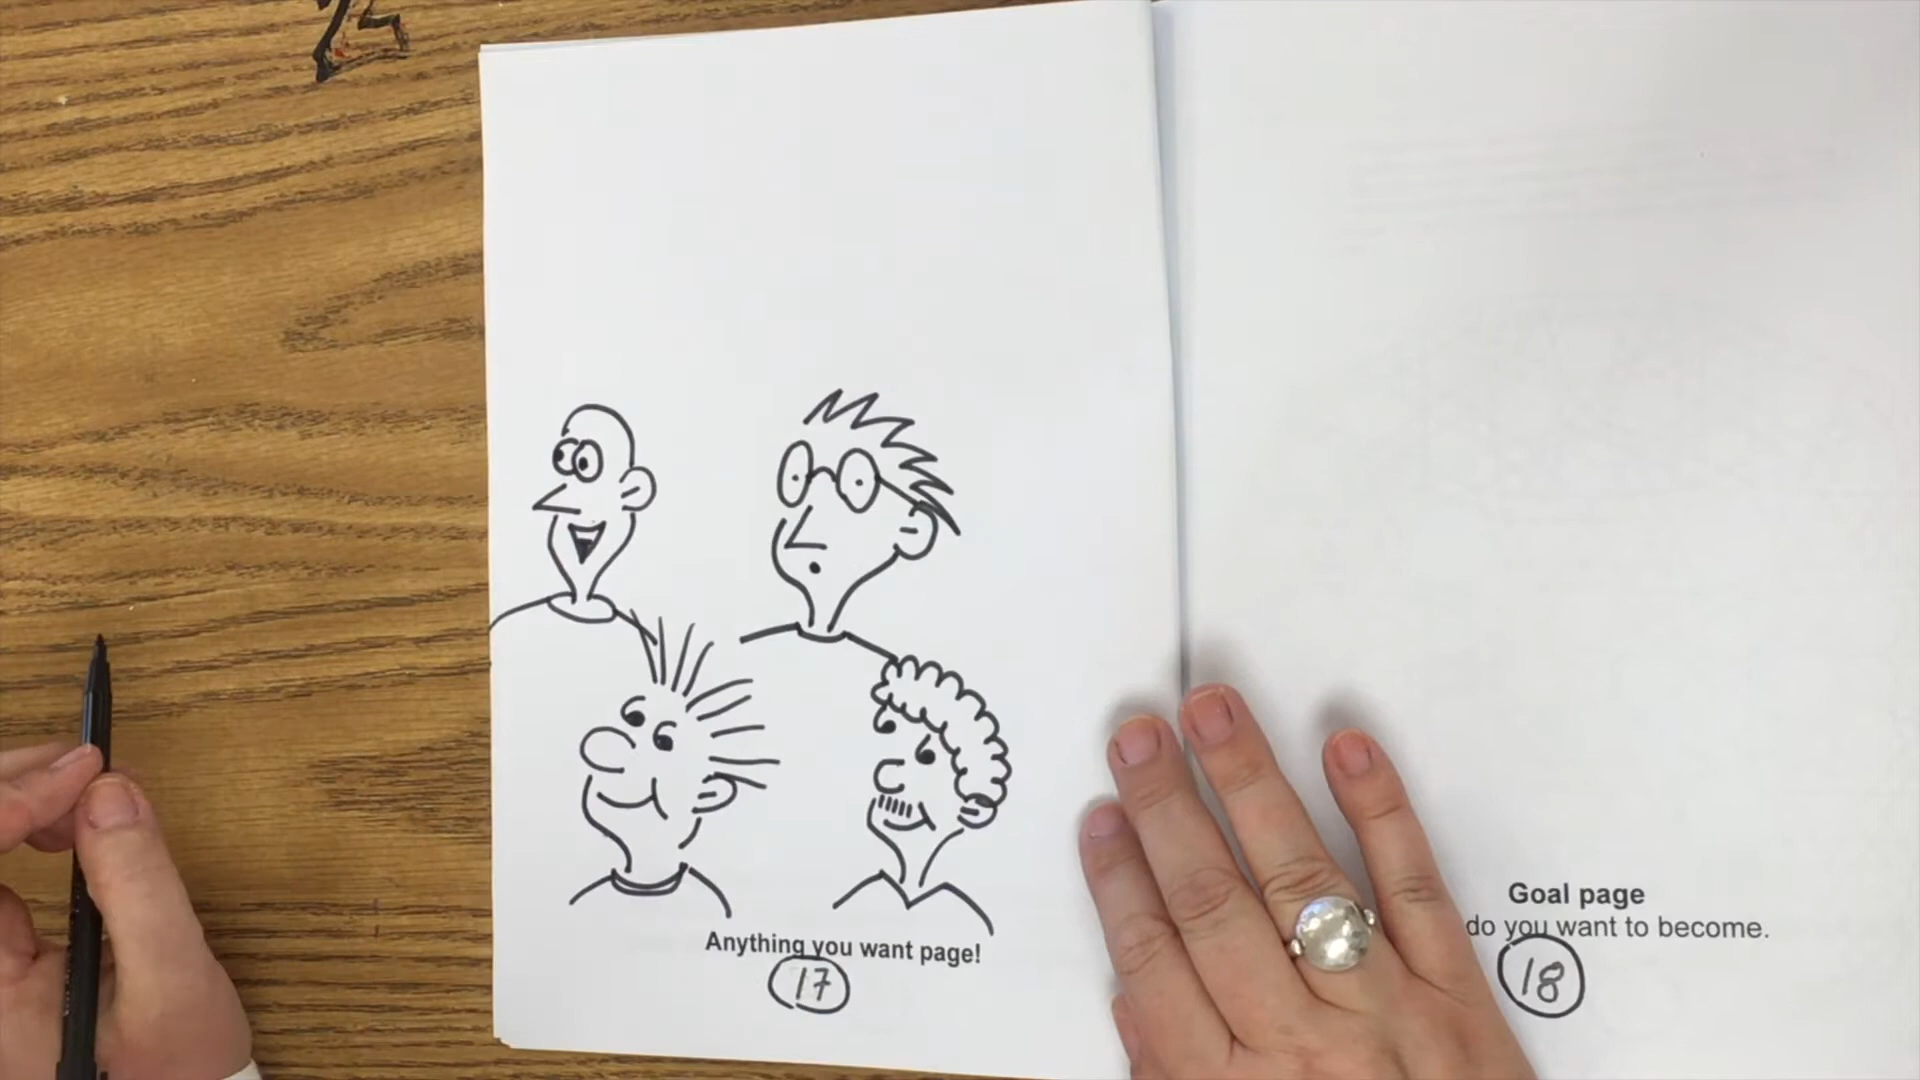 Anything you want page!
17
Goal page
do you want to become.
18